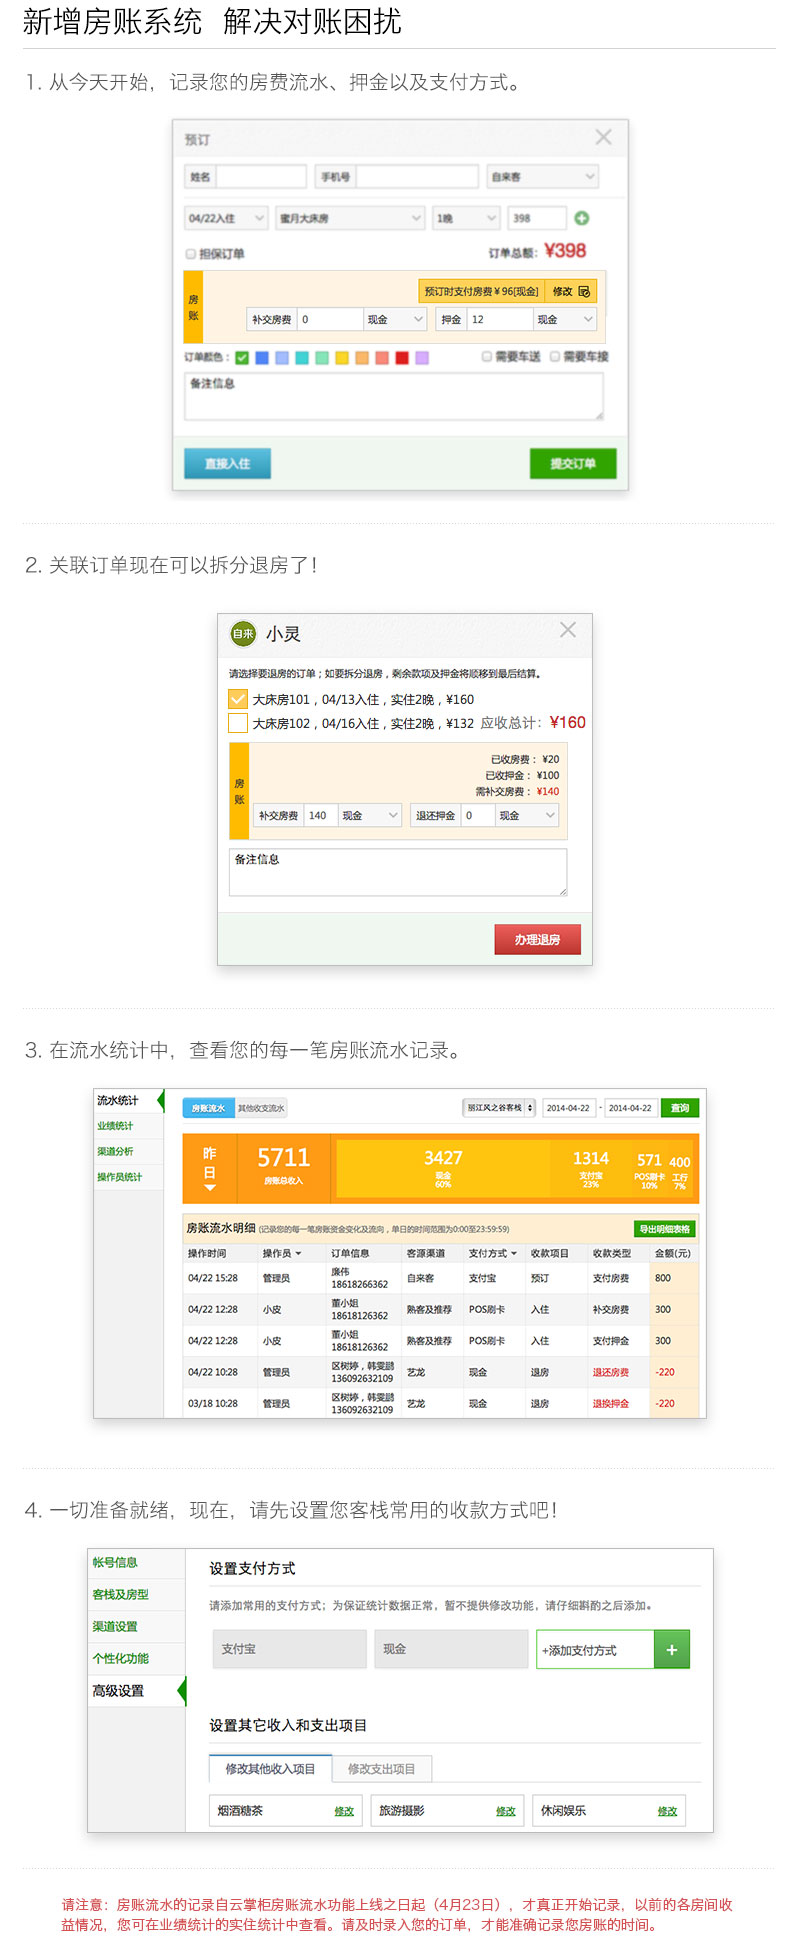 新增房账系统 解决对账困扰
1. 从今天开始，记录您的房费流水、押金以及支付方式。
预订
姓名 手机号 自来客
04/22入住 蜜月大床房 1晚 398
担保订单 订单总额：¥398
房账
预订时支付房费¥96[现金] 修改
补交房费 0 现金 押金 12 现金
订单颜色： 需要车送 需要车接
备注信息
直接入住 提交订单
2. 关联订单现在可以拆分退房了！
自来 小灵
请选择要退房的订单；如要拆分退房，剩余款项及押金将顺移到最后结算。
大床房101，04/13入住，实住2晚，¥160
大床房102，04/16入住，实住2晚，¥132 应收总计：¥160
房账
已收房费：¥20
已收押金：¥100
需补交房费：¥140
补交房费 140 现金 退还押金 0 现金
备注信息
办理退房
3. 在流水统计中，查看您的每一笔房账流水记录。
流水统计
业绩统计
渠道分析
操作员统计
房账流水 其他收支流水 丽江风之谷客栈 2014-04-22 - 2014-04-22 查询
昨日
5711
房账总收入
3427
现金
60%
1314
支付宝
23%
571
POS刷卡
10%
400
工行
7%
房账流水明细 (记录您的每一笔房账资金变化及流向，单日的时间范围为0:00至23:59:59) 导出明细表格
操作时间 操作员 订单信息 客源渠道 支付方式 收款项目 收款类型 金额(元)
04/22 15:28 管理员 廉伟 18618266362 自来客 支付宝 预订 支付房费 800
04/22 12:28 小皮 董小姐 18618126362 熟客及推荐 POS刷卡 入住 补交房费 300
04/22 12:28 小皮 董小姐 18618126362 熟客及推荐 POS刷卡 入住 支付押金 300
04/22 10:28 管理员 区树婷，韩雯鹂 136092632109 艺龙 现金 退房 退还房费 -220
03/18 10:28 管理员 区树婷，韩雯鹂 136092632109 艺龙 现金 退房 退换押金 -220
4. 一切准备就绪，现在，请先设置您客栈常用的收款方式吧！
帐号信息
客栈及房型
渠道设置
个性化功能
高级设置
设置支付方式
请添加常用的支付方式；为保证统计数据正常，暂不提供修改功能，请仔细斟酌之后添加。
支付宝 现金 +添加支付方式 +
设置其它收入和支出项目
修改其他收入项目 修改支出项目
烟酒糖茶 修改 旅游摄影 修改 休闲娱乐 修改
请注意：房账流水的记录自云掌柜房账流水功能上线之日起（4月23日），才真正开始记录，以前的各房间收
益情况，您可在业绩统计的实住统计中查看。请及时录入您的订单，才能准确记录您房账的时间。